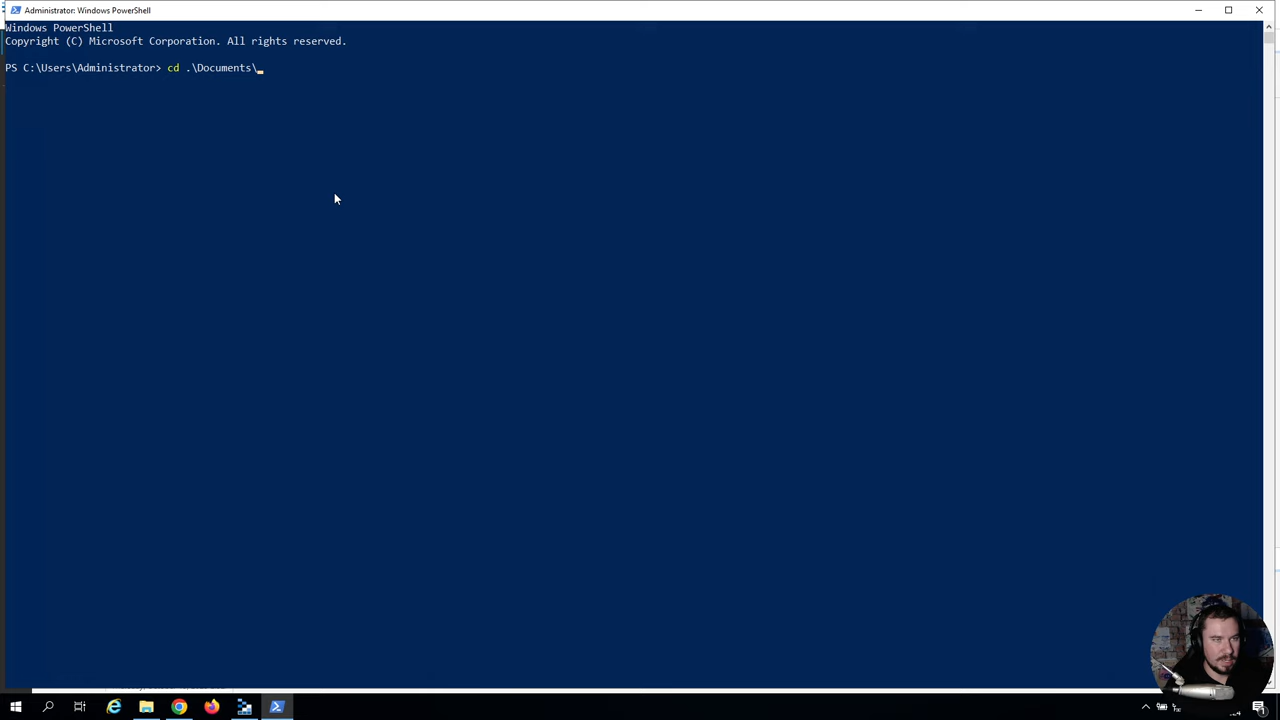 Administrator: Windows PowerShell
Windows PowerShell
Copyright (C) Microsoft Corporation. All rights reserved.
PS C:\Users\Administrator> cd .\Documents\